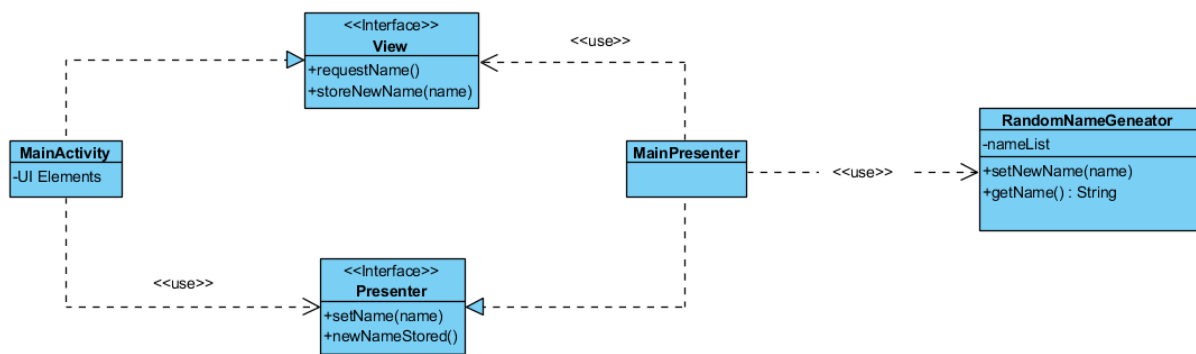 <<Interface>>
View
+requestName()
+storeNewName(name)
<<use>>
MainActivity
-UI Elements
MainPresenter
<<use>>
RandomNameGeneator
-nameList
+setNewName(name)
+getName() : String
<<use>>
<<Interface>>
Presenter
+setName(name)
+newNameStored()